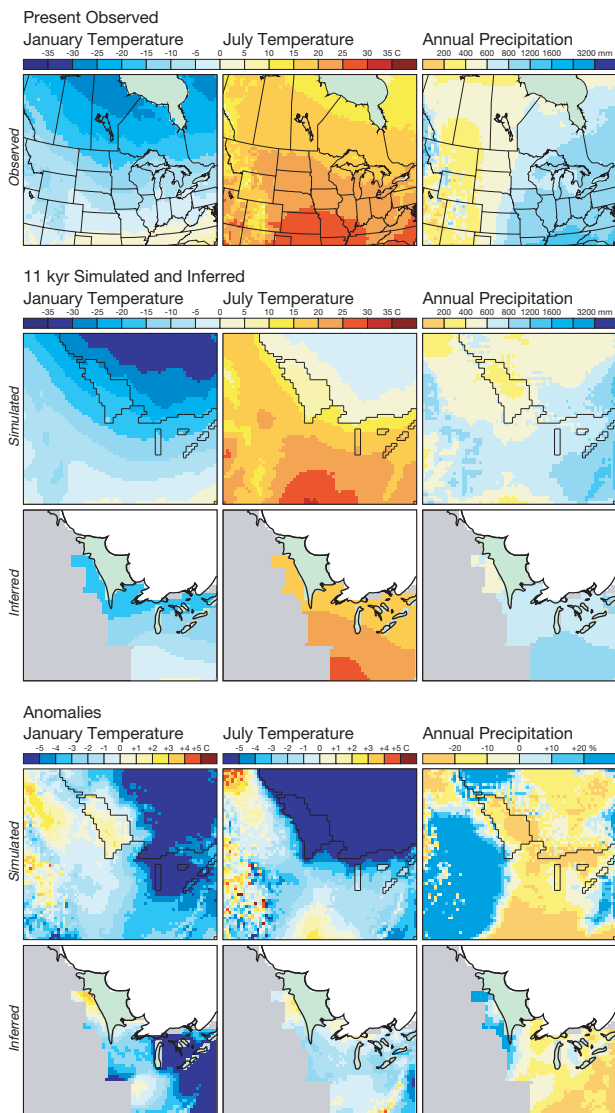 Present Observed
January Temperature July Temperature Annual Precipitation
-35 -30 -20 -15 -10 -5 0 5 10 15 20 25 30 35 C 200 400 600 800 1200 1600 3200 mm
Observed
11 kyr Simulated and Inferred
January Temperature July Temperature Annual Precipitation
-35 -30 -20 -15 -10 -5 0 5 10 15 20 25 30 35 C 200 400 600 800 1200 1600 3200 mm
Simulated
Inferred
Anomalies
January Temperature July Temperature Annual Precipitation
-5 -4 -3 -2 -1 0 +1 +2 +3 +4 +5 C -5 -4 -3 -2 -1 0 +1 +2 +3 +4 +5 C -20 -10 0 +10 +20 %
Simulated
Inferred